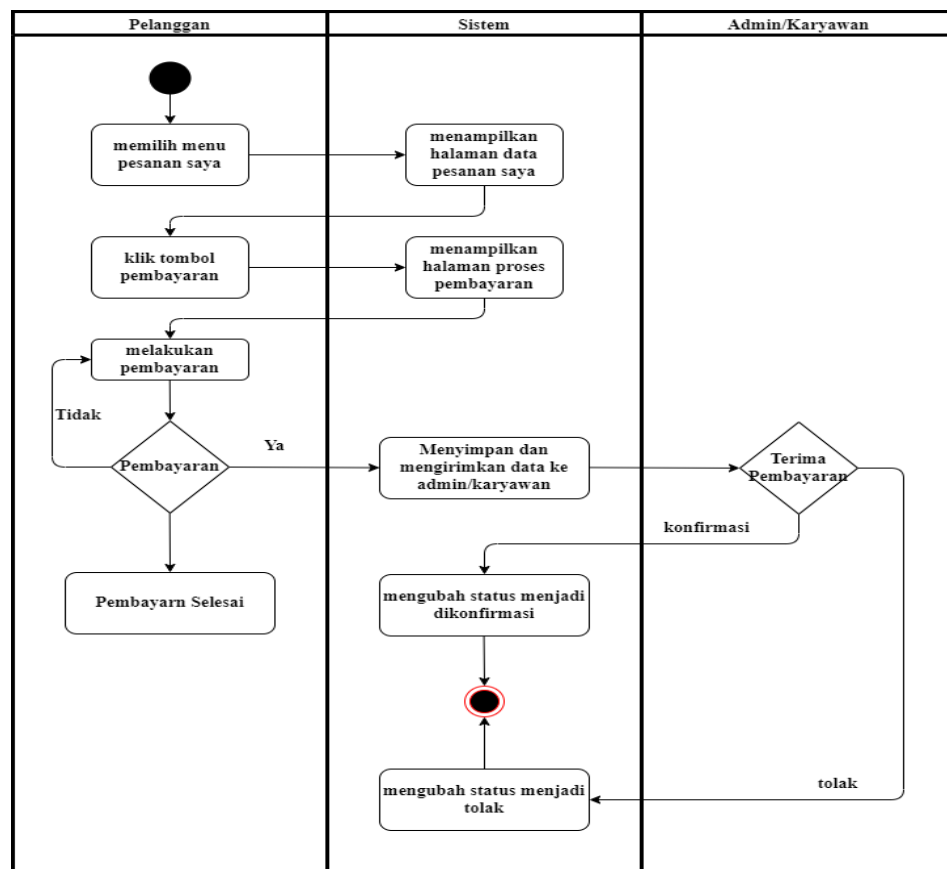 Pelanggan
Sistem
Admin/Karyawan
memilih menu
pesanan saya
menampilkan
halaman data
pesanan saya
klik tombol
pembayaran
menampilkan
halaman proses
pembayaran
melakukan
pembayaran
Tidak
Pembayaran
Ya
Menyimpan dan
mengirimkan data ke
admin/karyawan
Terima
Pembayaran
konfirmasi
Pembayarn Selesai
mengubah status menjadi
dikonfirmasi
mengubah status menjadi
tolak
tolak